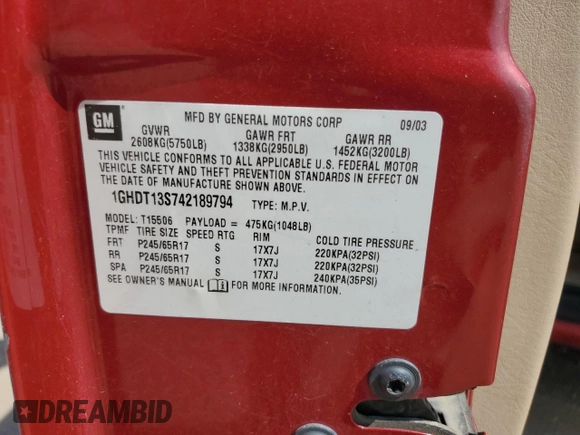 GM
MFD BY GENERAL MOTORS CORP 09/03
GVWR GAWR FRT GAWR RR
2608KG(5750LB) 1338KG(2950LB) 1452KG(3200LB)
THIS VEHICLE CONFORMS TO ALL APPLICABLE U.S. FEDERAL MOTOR
VEHICLE SAFETY AND THEFT PREVENTION STANDARDS IN EFFECT ON
THE DATE OF MANUFACTURE SHOWN ABOVE.
1GHDT13S742189794 TYPE: M.P.V.
MODEL: T15506 PAYLOAD = 475KG(1048LB)
TPMF TIRE SIZE SPEED RTG RIM COLD TIRE PRESSURE
FRT P245/65R17 S 17X7J 220KPA(32PSI)
RR P245/65R17 S 17X7J 220KPA(32PSI)
SPA P245/65R17 S 17X7J 240KPA(35PSI)
SEE OWNER'S MANUAL FOR MORE INFORMATION.
DREAMBID